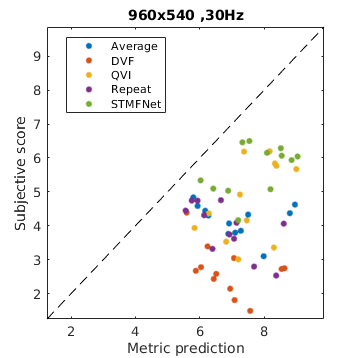 960x540 ,30Hz
Average
DVF
QVI
Repeat
STMFNet
Subjective score
9
8
7
6
5
4
3
2
2 4 6 8
Metric prediction